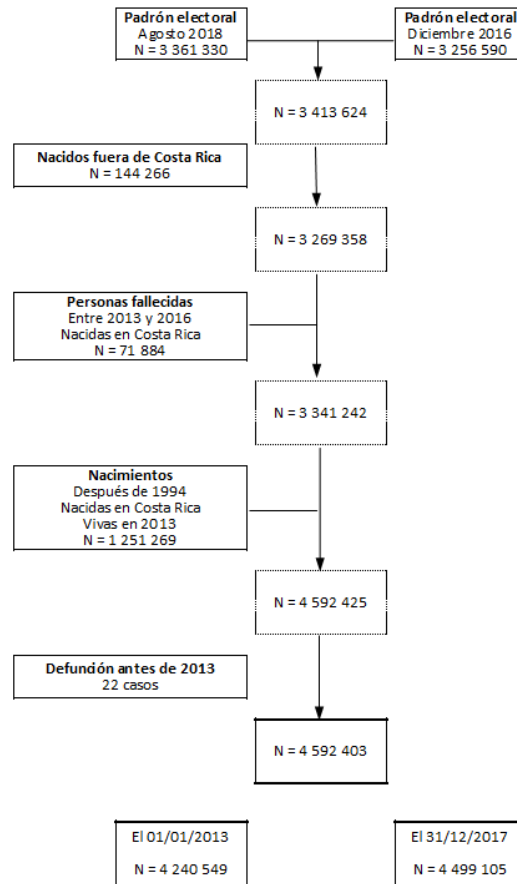 Padrón electoral
Agosto 2018
N = 3 361 330
Padrón electoral
Diciembre 2016
N = 3 256 590
N = 3 413 624
Nacidos fuera de Costa Rica
N = 144 266
N = 3 269 358
Personas fallecidas
Entre 2013 y 2016
Nacidas en Costa Rica
N = 71 884
N = 3 341 242
Nacimientos
Después de 1994
Nacidas en Costa Rica
Vivas en 2013
N = 1 251 269
N = 4 592 425
Defunción antes de 2013
22 casos
N = 4 592 403
El 01/01/2013
N = 4 240 549
El 31/12/2017
N = 4 499 105